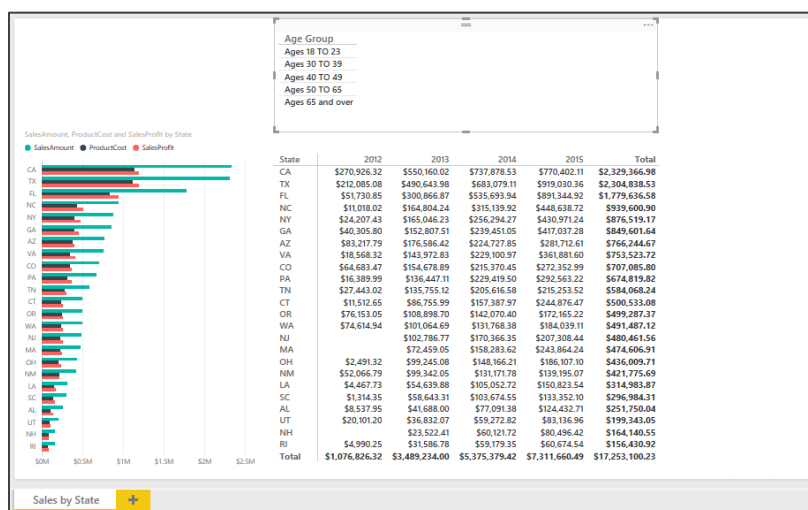 Age Group
Ages 18 TO 23
Ages 30 TO 39
Ages 40 TO 49
Ages 50 TO 65
Ages 65 and over
SalesAmount, ProductCost and SalesProfit by State
SalesAmount ProductCost SalesProfit
CA
TX
FL
NC
NY
GA
AZ
VA
CO
PA
TN
CT
OR
WA
NJ
MA
OH
NM
LA
SC
AL
UT
NH
RI
$0M $0.5M $1M $1.5M $2M $2.5M
State 2012 2013 2014 2015 Total
CA $270,926.32 $550,160.02 $737,878.53 $770,402.11 $2,329,366.98
TX $212,085.08 $490,643.98 $683,079.11 $919,030.36 $2,304,838.53
FL $51,730.85 $300,866.87 $535,693.94 $891,344.92 $1,779,636.58
NC $11,018.02 $164,804.24 $315,139.92 $448,638.72 $939,600.90
NY $24,207.43 $165,046.23 $256,294.27 $430,971.24 $876,519.17
GA $40,305.80 $152,807.51 $239,451.05 $417,037.28 $849,601.64
AZ $83,217.79 $176,586.42 $224,727.85 $281,712.61 $766,244.67
VA $18,568.32 $143,972.83 $229,100.97 $361,881.60 $753,523.72
CO $64,683.47 $154,678.89 $215,370.45 $272,352.99 $707,085.80
PA $16,389.99 $136,447.11 $229,419.50 $292,563.22 $674,819.82
TN $27,443.02 $135,755.12 $205,616.58 $215,253.52 $584,068.24
CT $11,512.65 $86,755.99 $157,387.97 $244,876.47 $500,533.08
OR $76,153.05 $108,898.70 $142,070.40 $172,165.22 $499,287.37
WA $74,614.94 $101,064.69 $131,768.38 $184,039.11 $491,487.12
NJ $102,786.77 $170,366.35 $207,308.44 $480,461.56
MA $72,459.05 $158,283.62 $243,864.24 $474,606.91
OH $2,491.32 $99,245.08 $148,166.21 $186,107.10 $436,009.71
NM $52,066.79 $99,342.05 $131,171.78 $139,195.07 $421,775.69
LA $4,467.73 $54,639.88 $105,052.72 $150,823.54 $314,983.87
SC $1,314.35 $58,643.31 $103,674.55 $133,352.10 $296,984.31
AL $8,537.95 $41,688.00 $77,091.38 $124,432.71 $251,750.04
UT $20,101.20 $36,832.07 $59,272.82 $83,136.96 $199,343.05
NH $23,522.41 $60,121.72 $80,496.42 $164,140.55
RI $4,990.25 $31,586.78 $59,179.35 $60,674.54 $156,430.92
Total $1,076,826.32 $3,489,234.00 $5,375,379.42 $7,311,660.49 $17,253,100.23
Sales by State +